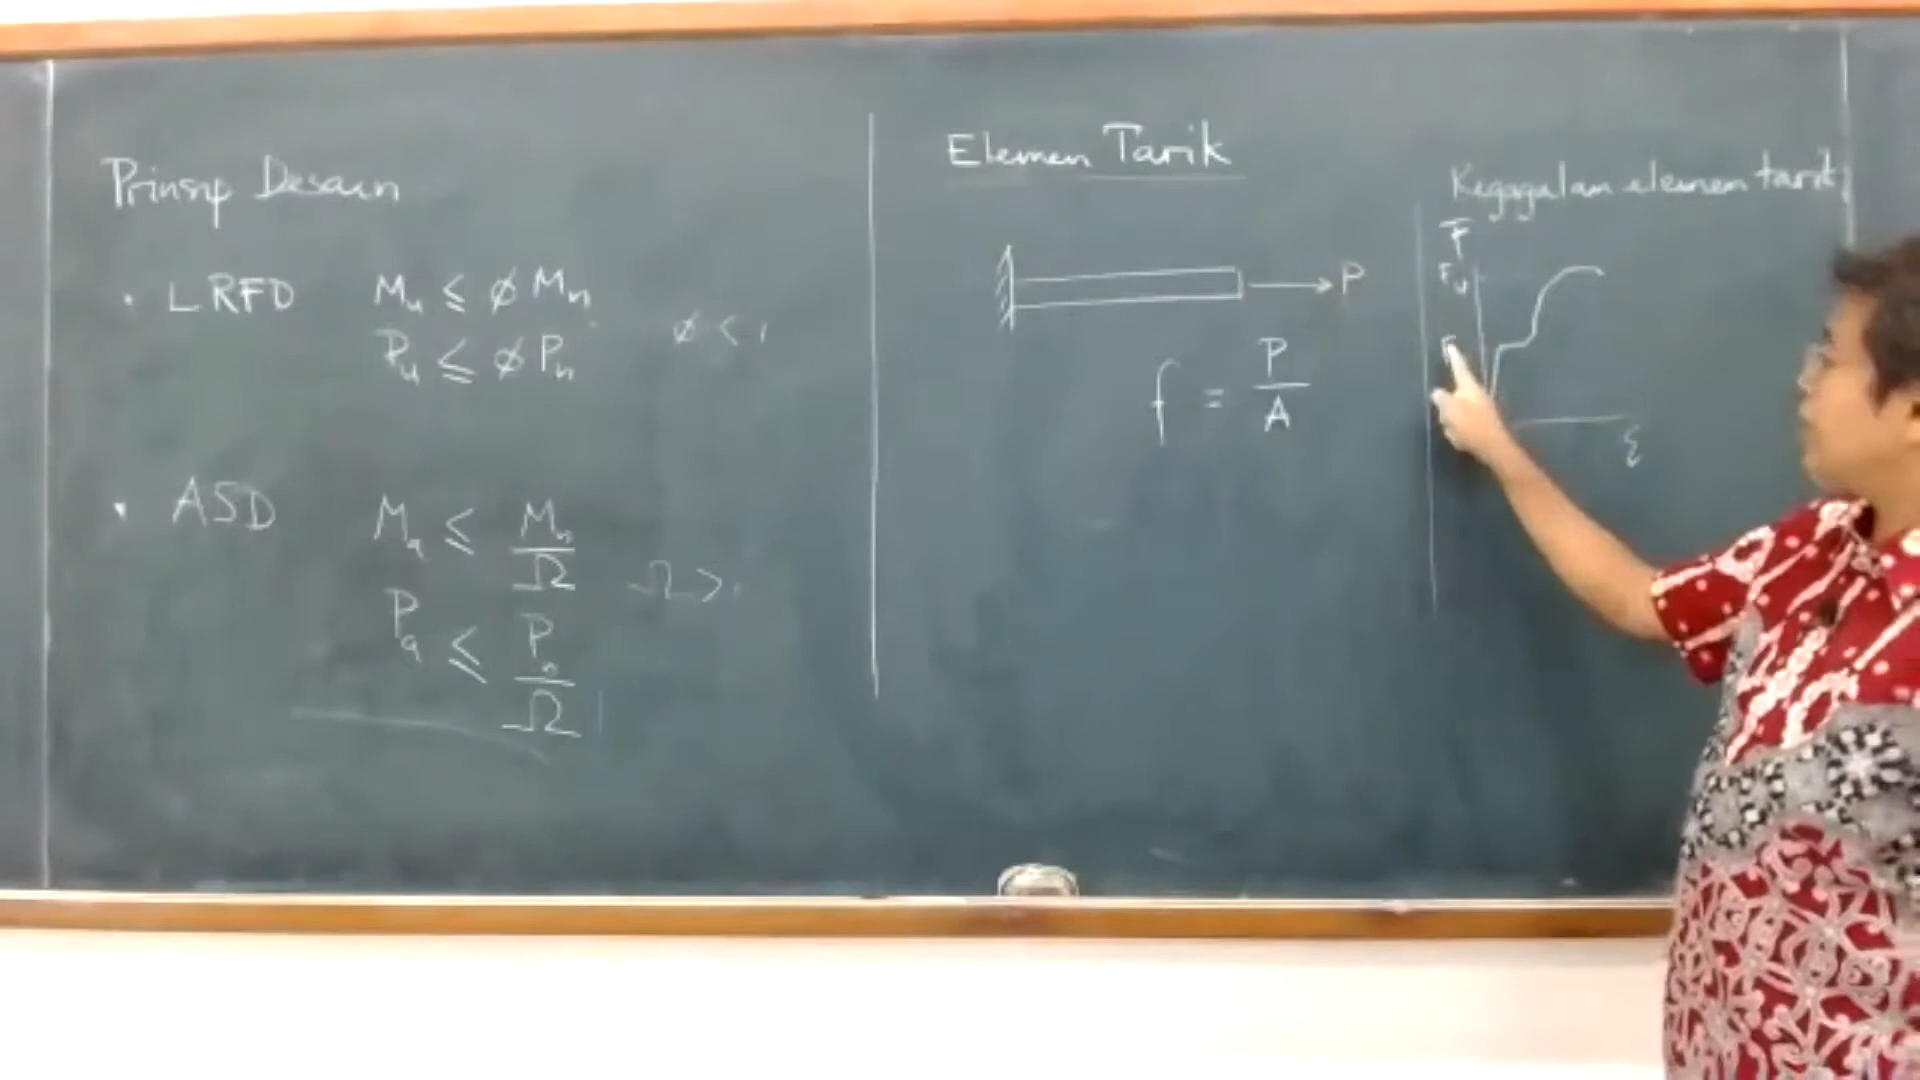 Prinsip Desain
• LRFD Mu ≤ ø Mn
Pu ≤ ø Pn
ø < 1
• ASD Ma ≤ Mn / Ω
Ω > 1
Pa ≤ Pn / Ω
Elemen Tarik
P
f = P / A
Kegagalan elemen tarik
F
Fu
F
ε